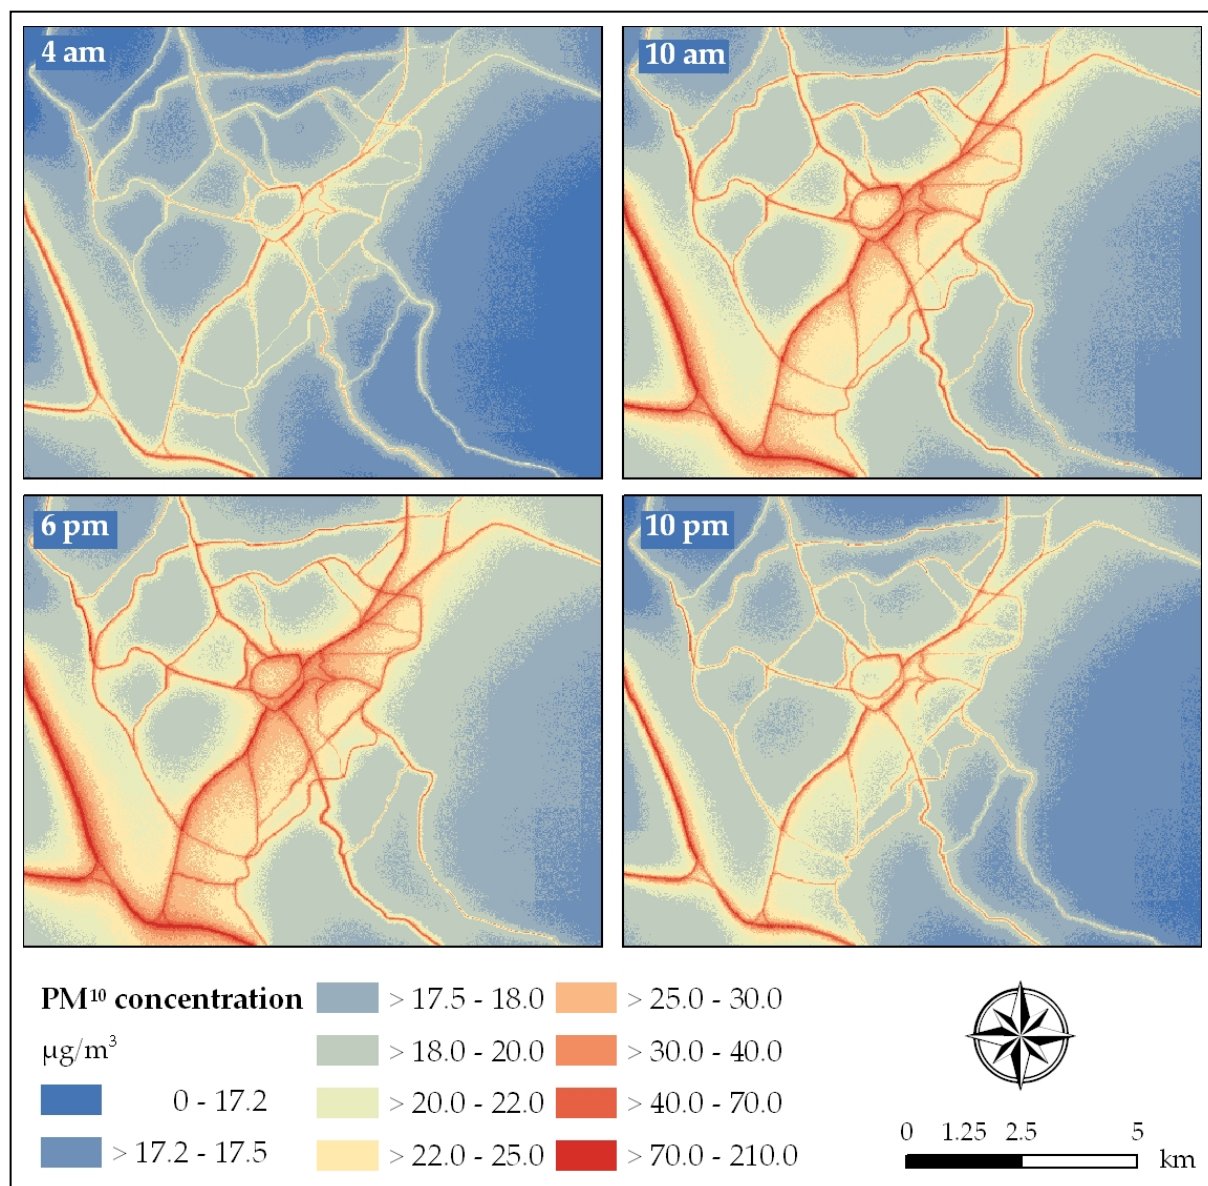 4 am
10 am
6 pm
10 pm
PM¹⁰ concentration
µg/m³
0 - 17.2
> 17.2 - 17.5
> 17.5 - 18.0
> 18.0 - 20.0
> 20.0 - 22.0
> 22.0 - 25.0
> 25.0 - 30.0
> 30.0 - 40.0
> 40.0 - 70.0
> 70.0 - 210.0
0 1.25 2.5 5
km